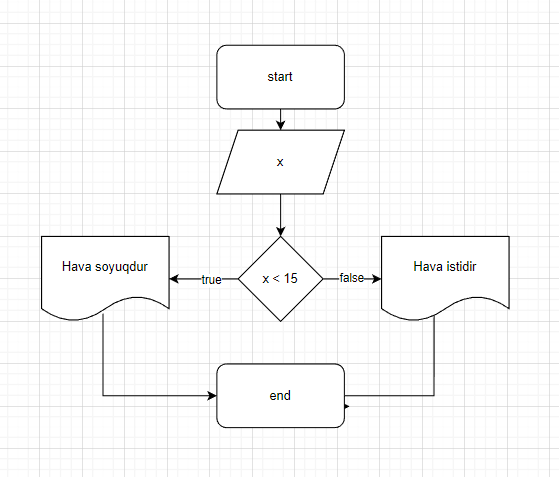 start
x
Hava soyuqdur
true
x < 15
false
Hava istidir
end